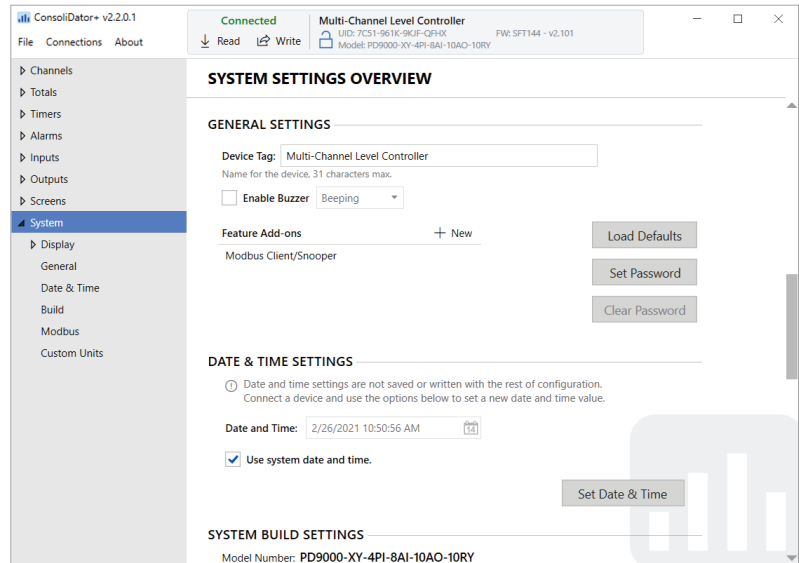 ConsoliDator+ v2.2.0.1
File Connections About
Connected
Read Write
Multi-Channel Level Controller
UID: 7C51-961K-9KJF-QFHX FW: SFT144 - v2.101
Model: PD9000-XY-4PI-8AI-10AO-10RY
Channels
Totals
Timers
Alarms
Inputs
Outputs
Screens
System
Display
General
Date & Time
Build
Modbus
Custom Units
SYSTEM SETTINGS OVERVIEW
GENERAL SETTINGS
Device Tag: Multi-Channel Level Controller
Name for the device, 31 characters max.
Enable Buzzer Beeping
Feature Add-ons + New
Modbus Client/Snooper
Load Defaults
Set Password
Clear Password
DATE & TIME SETTINGS
Date and time settings are not saved or written with the rest of configuration.
Connect a device and use the options below to set a new date and time value.
Date and Time: 2/26/2021 10:50:56 AM 14
Use system date and time.
Set Date & Time
SYSTEM BUILD SETTINGS
Model Number: PD9000-XY-4PI-8AI-10AO-10RY